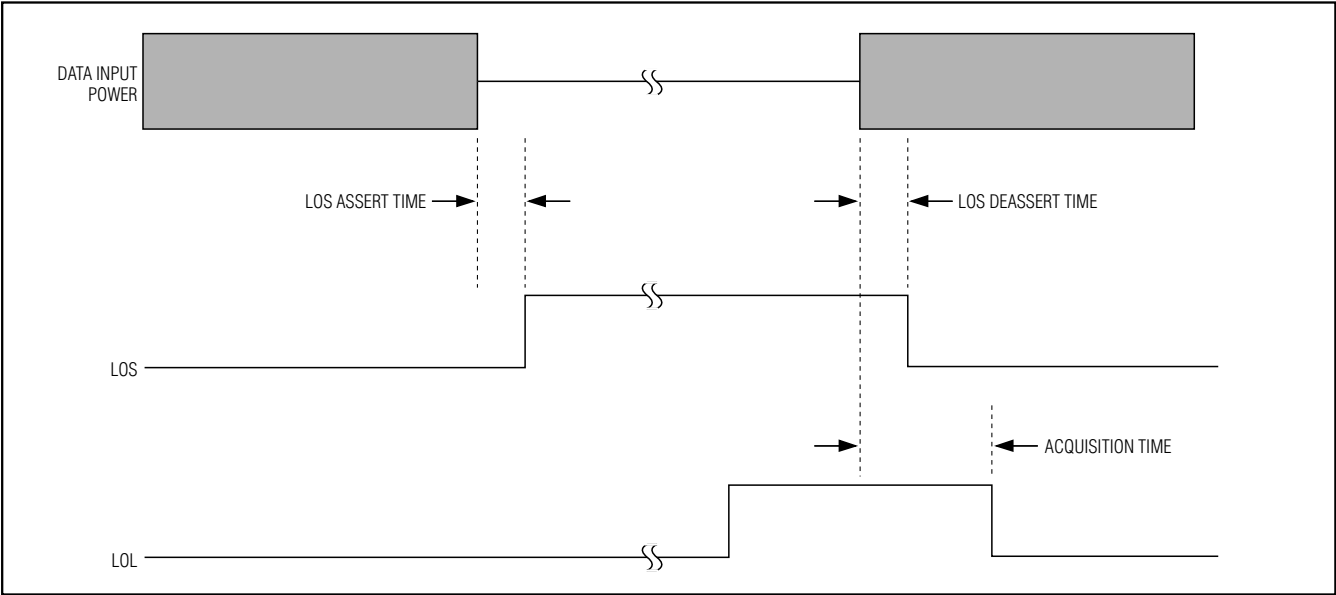 DATA INPUT
POWER
LOS ASSERT TIME
LOS DEASSERT TIME
LOS
ACQUISITION TIME
LOL